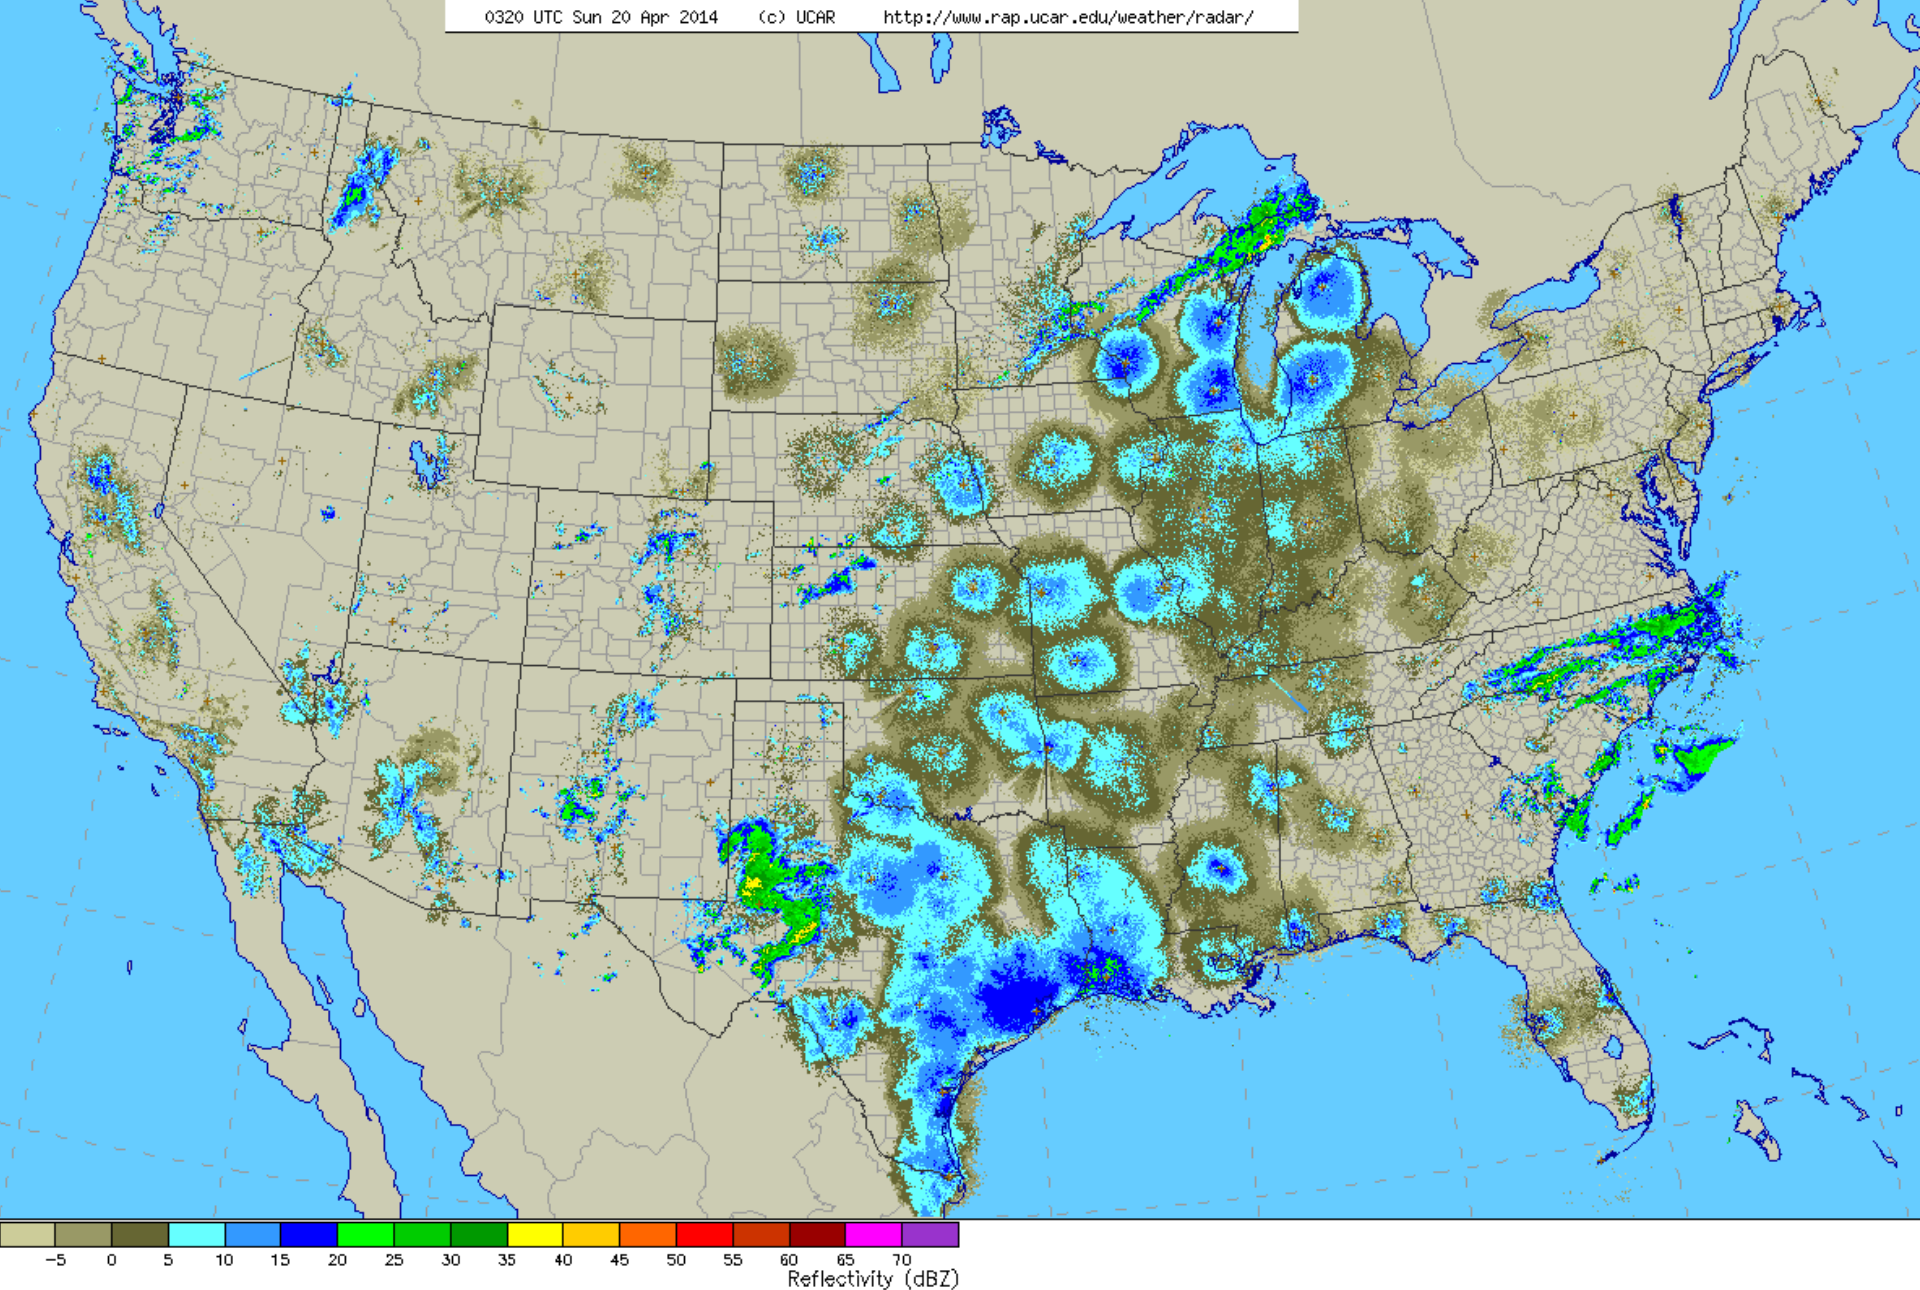 0320 UTC Sun 20 Apr 2014 (c) UCAR http://www.rap.ucar.edu/weather/radar/
-5 0 5 10 15 20 25 30 35 40 45 50 55 60 65 70
Reflectivity (dBZ)